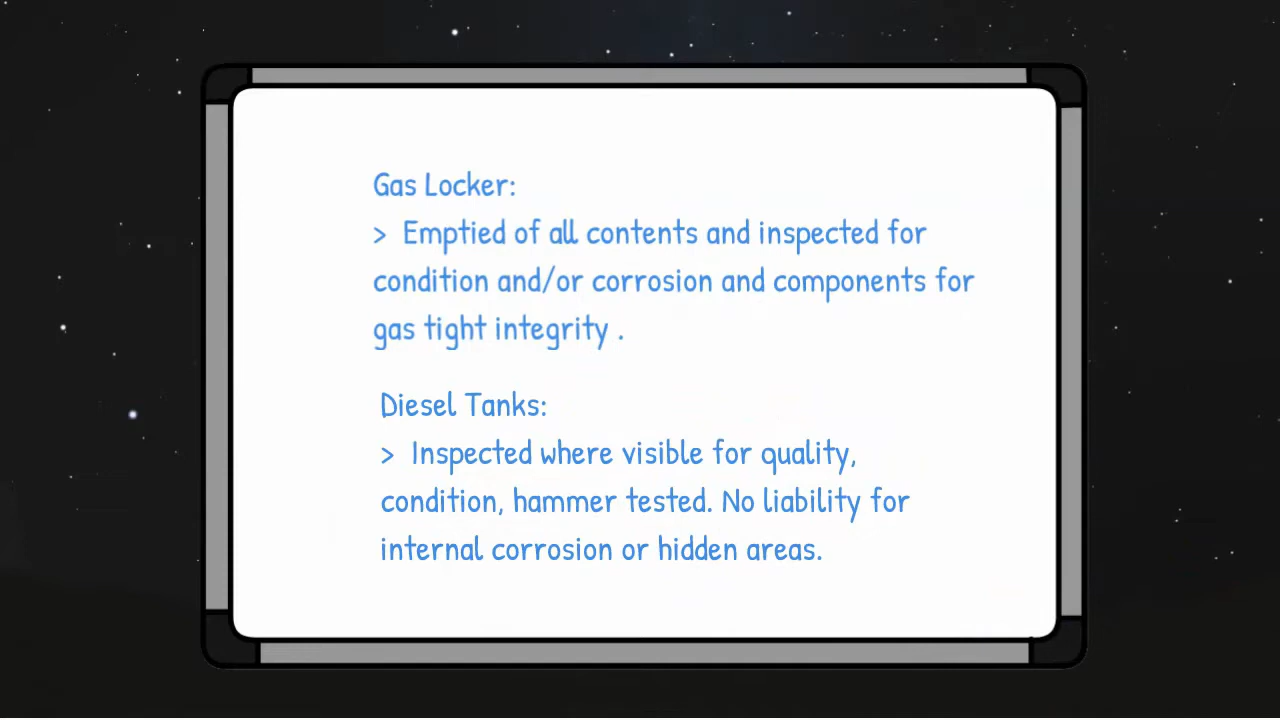 Gas Locker:
> Emptied of all contents and inspected for
condition and/or corrosion and components for
gas tight integrity .
Diesel Tanks:
> Inspected where visible for quality,
condition, hammer tested. No liability for
internal corrosion or hidden areas.